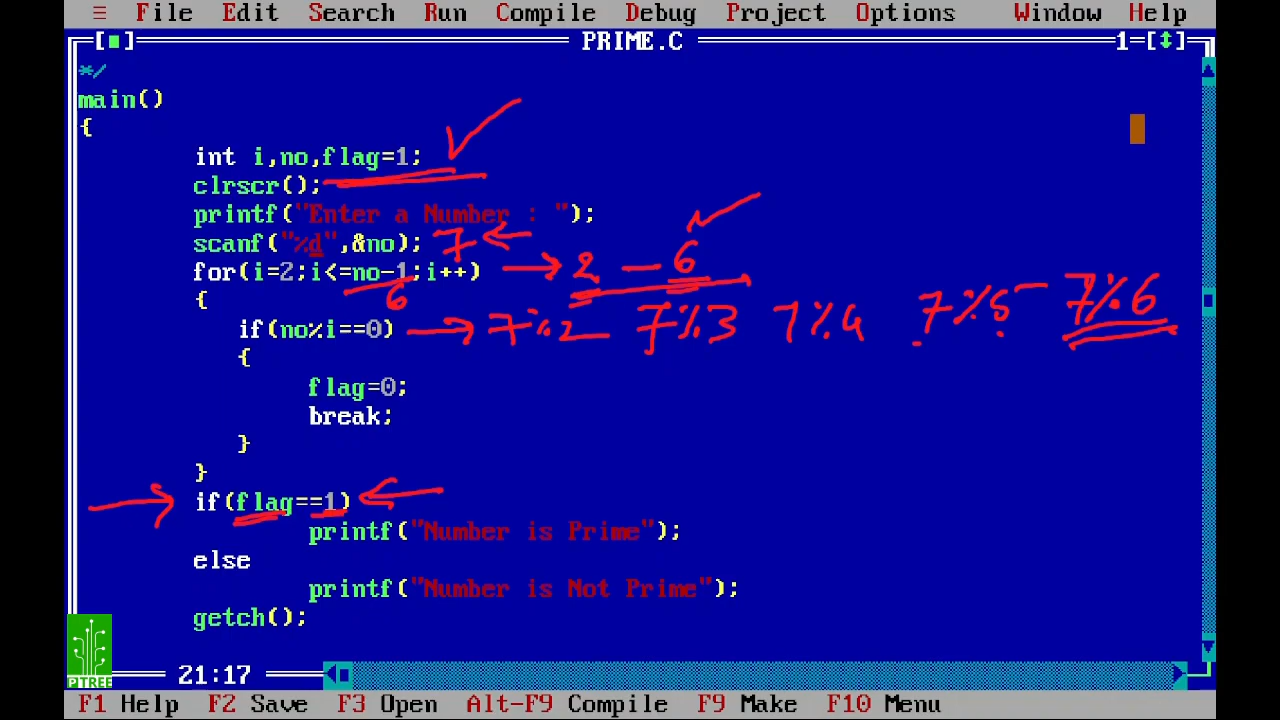 ≡ File Edit Search Run Compile Debug Project Options Window Help
[■] PRIME.C 1=[↕]
*/
main()
{
int i,no,flag=1;
clrscr();
printf("Enter a Number : ");
scanf("%d",&no); 7
for(i=2;i<=no-1;i++) 2 — 6
{ 6
if(no%i==0) 7%2 7%3 7%4 7%5 7%6
{
flag=0;
break;
}
}
if(flag==1)
printf("Number is Prime");
else
printf("Number is Not Prime");
getch();
PITREE
21:17
F1 Help F2 Save F3 Open Alt-F9 Compile F9 Make F10 Menu